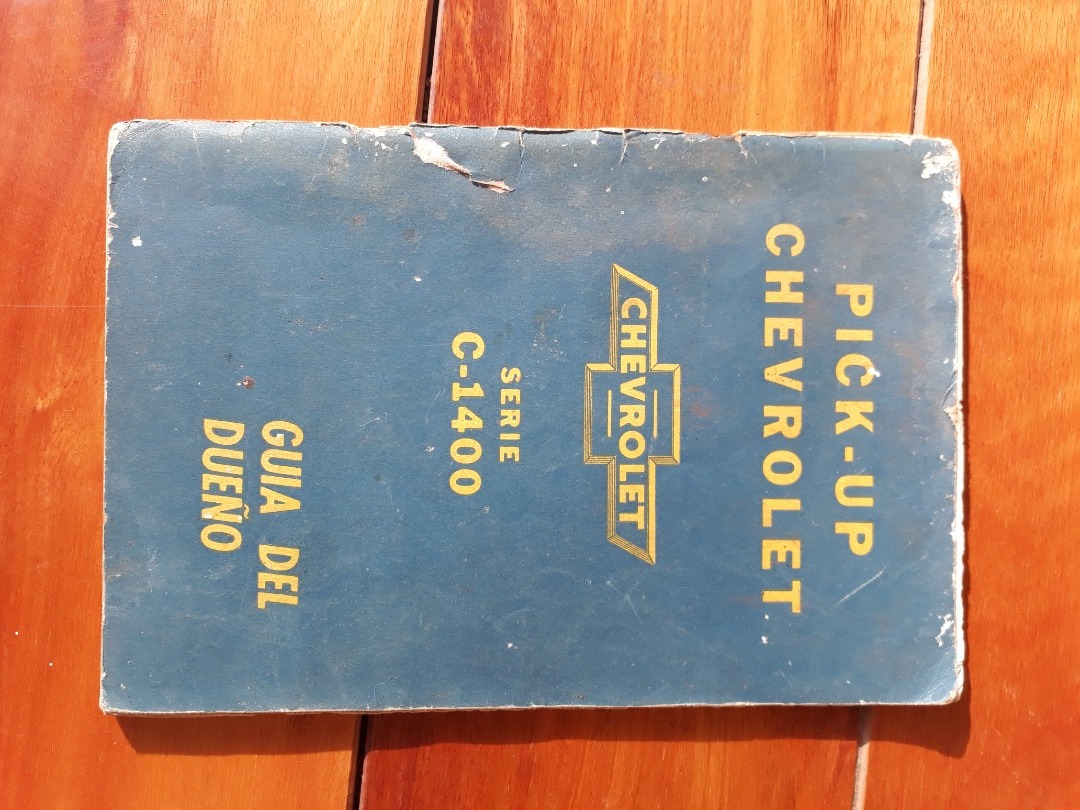 PICK-UP
CHEVROLET
CHEVROLET
SERIE
C-1400
GUIA DEL
DUEÑO